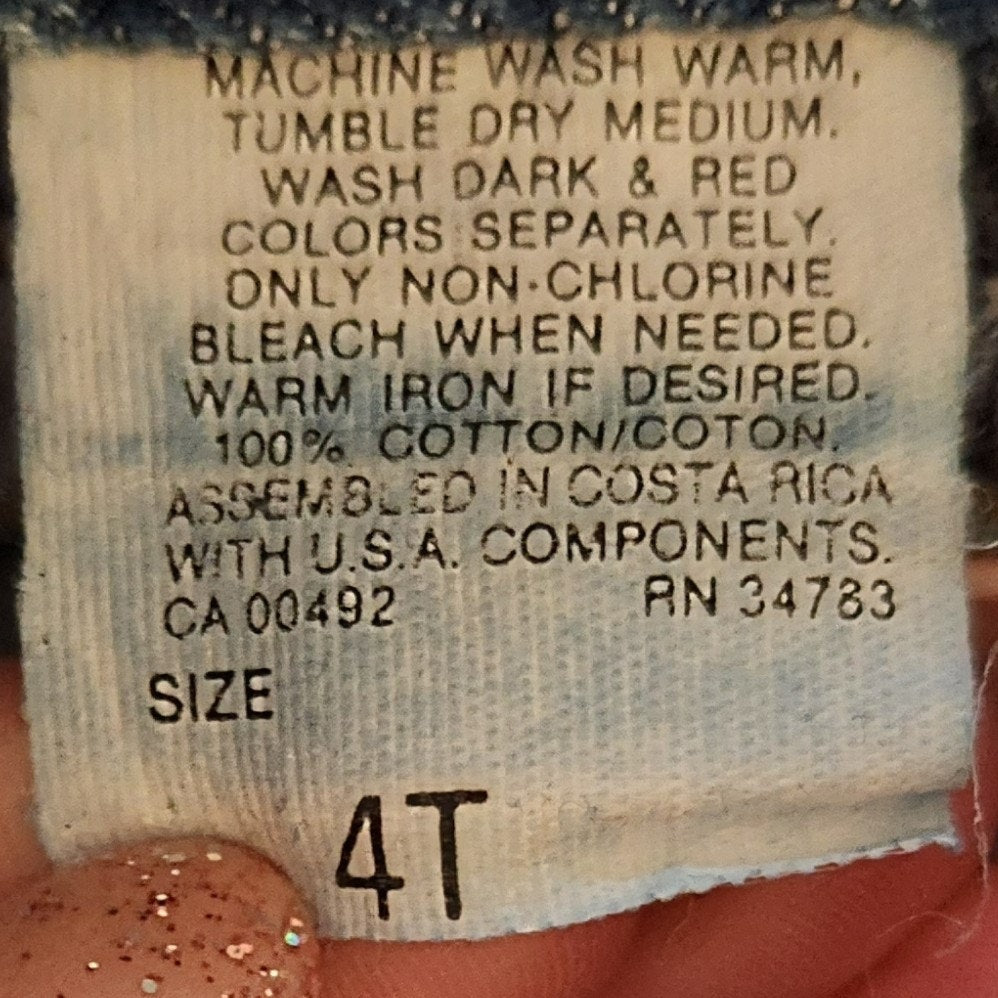 MACHINE WASH WARM,
TUMBLE DRY MEDIUM.
WASH DARK & RED
COLORS SEPARATELY.
ONLY NON-CHLORINE
BLEACH WHEN NEEDED.
WARM IRON IF DESIRED.
100% COTTON/COTON.
ASSEMBLED IN COSTA RICA
WITH U.S.A. COMPONENTS.
CA 00492 RN 34783
SIZE
4T